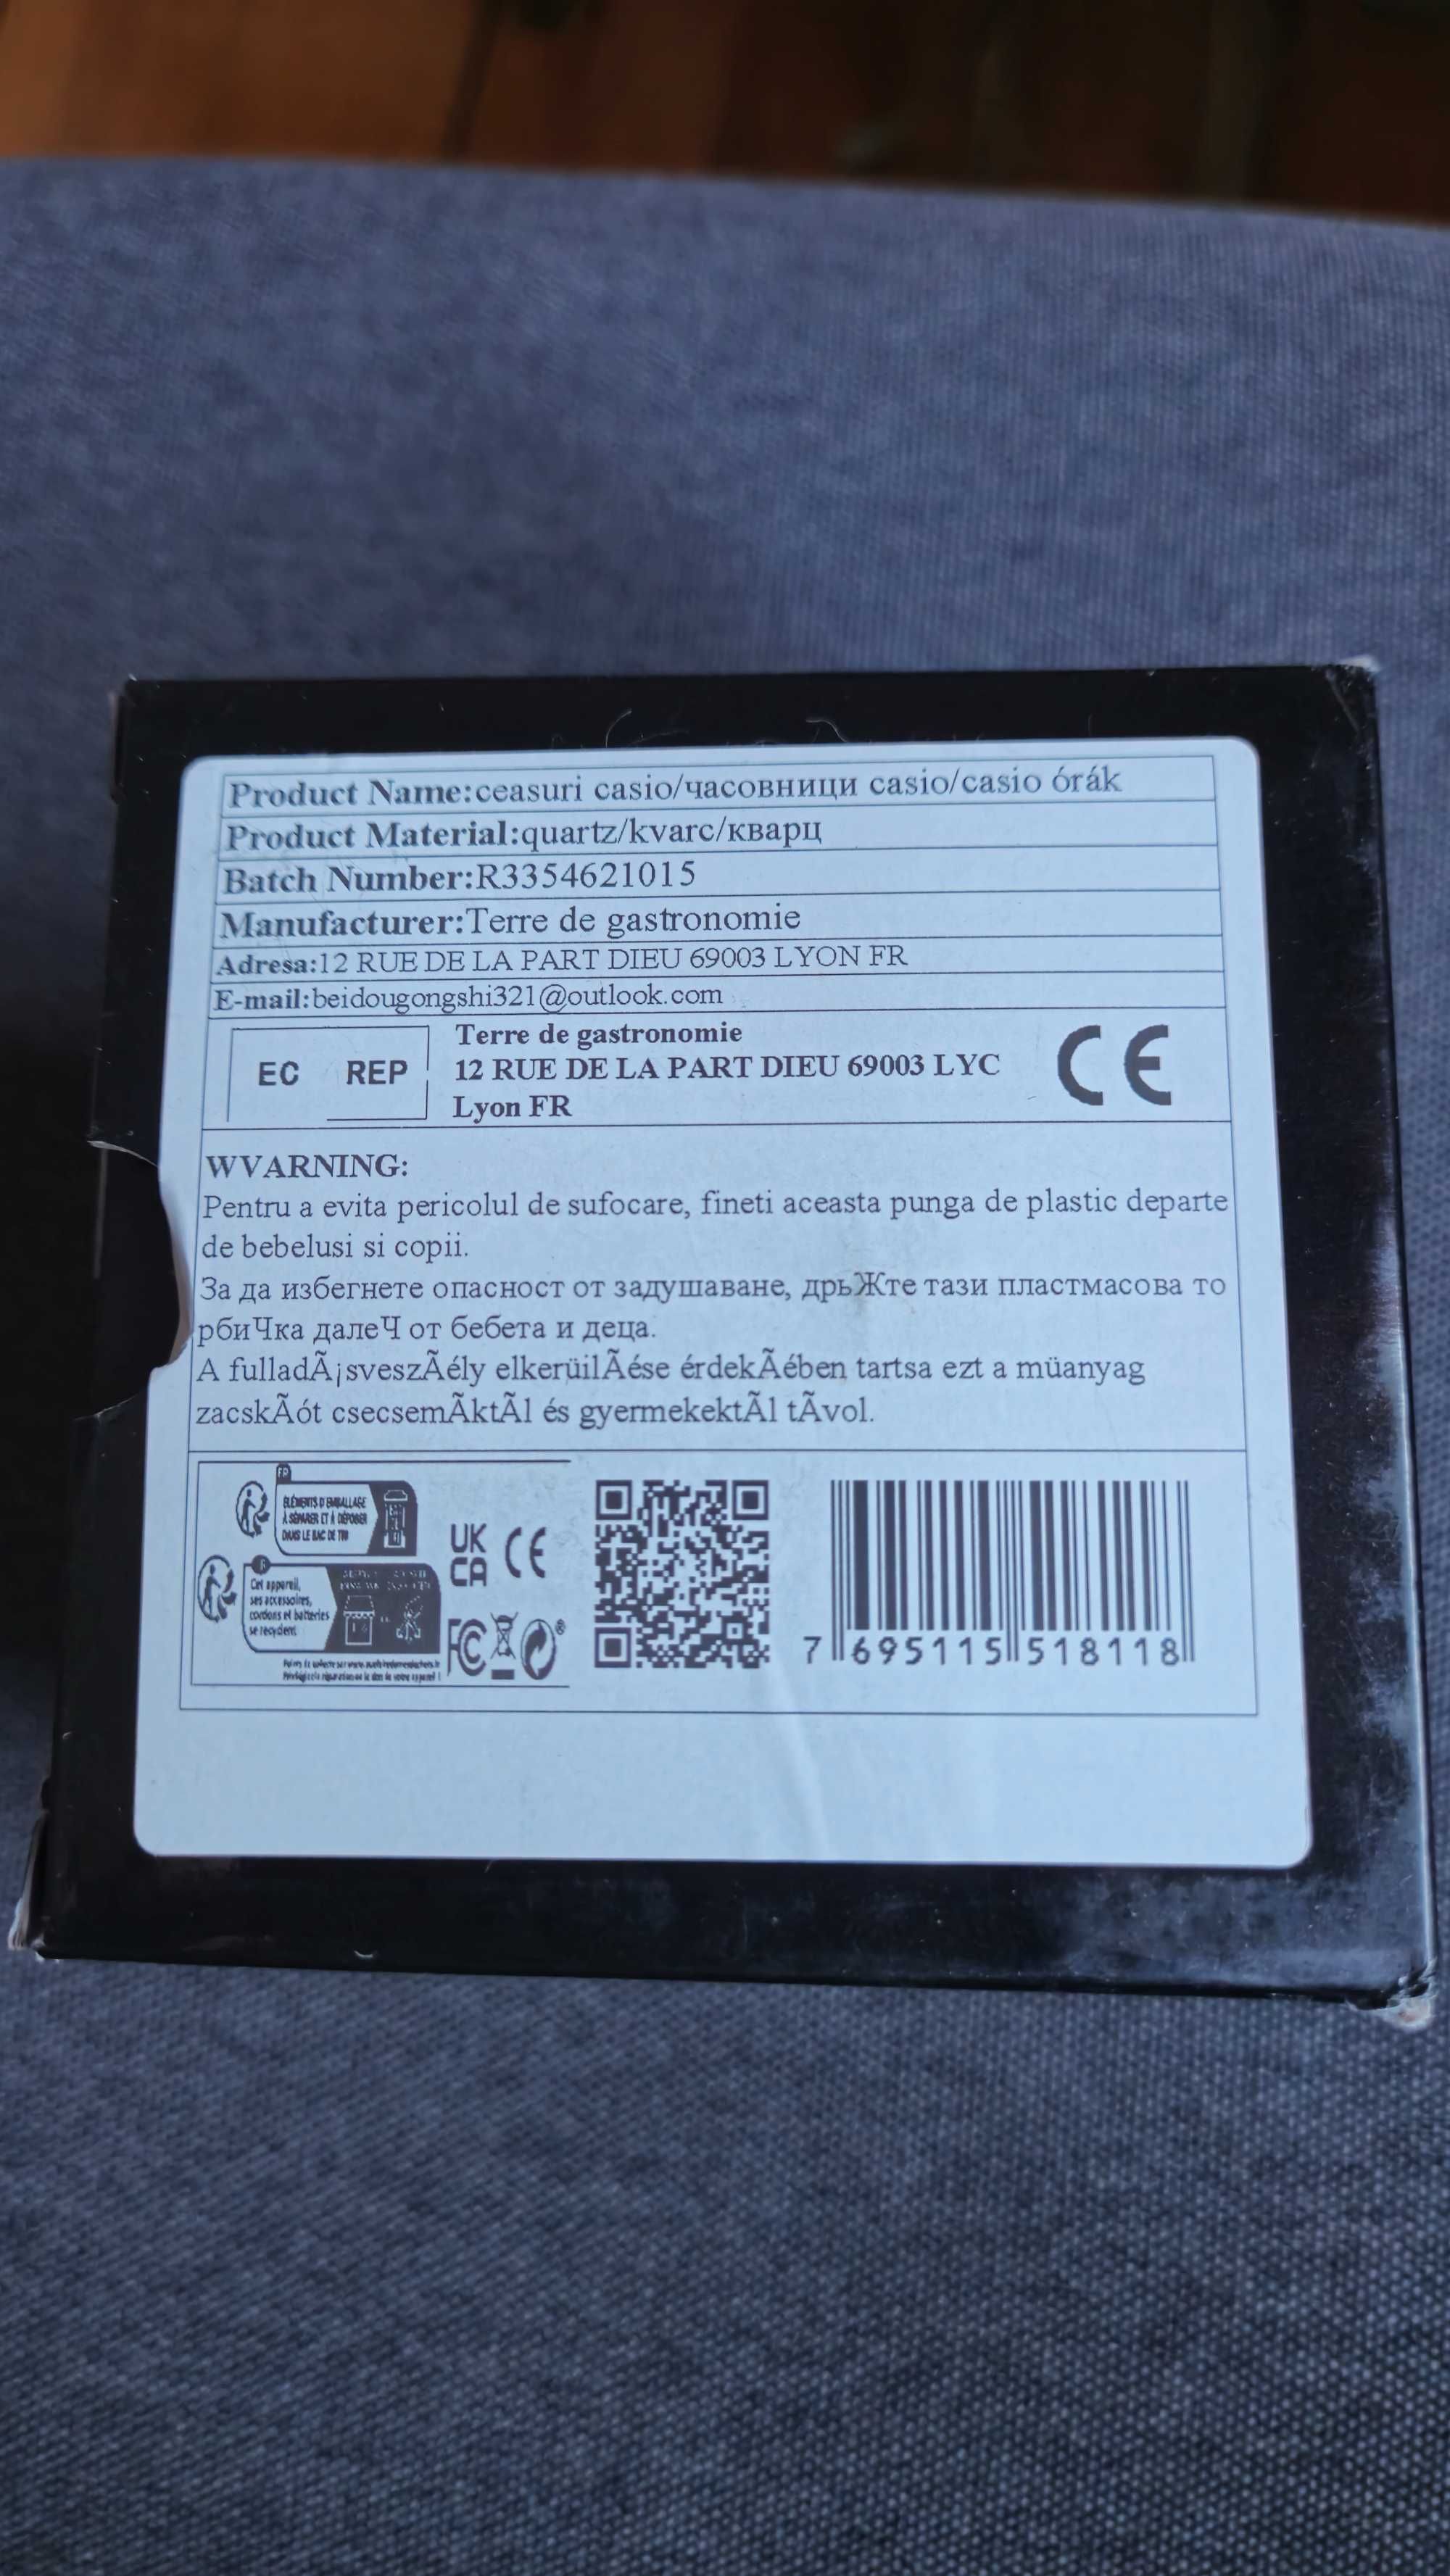 Product Name:ceasuri casio/часовници casio/casio órák
Product Material:quartz/kvarc/кварц
Batch Number:R3354621015
Manufacturer:Terre de gastronomie
Adresa:12 RUE DE LA PART DIEU 69003 LYON FR
E-mail:beidougongshi321@outlook.com
EC REP
Terre de gastronomie
12 RUE DE LA PART DIEU 69003 LYC
Lyon FR
CE
WVARNING:
Pentru a evita pericolul de sufocare, fineti aceasta punga de plastic departe
de bebelusi si copii.
За да избегнете опасност от задушаване, дрьЖте тази пластмасова то
рбиЧка далеЧ от бебета и деца.
A fulladÃ¡sveszÃély elkerüilÃése érdekÃében tartsa ezt a müanyag
zacskÃót csecsemÃktÃl és gyermekektÃl tÃvol.
FR
ÉLÉMENTS D'EMBALLAGE
À SÉPARER ET À DÉPOSER
DANS LE BAC DE TRI
Cet appareil,
ses accessoires,
cordons et batteries
se recyclent
UK
CA
CE
FC
7 695115 518118